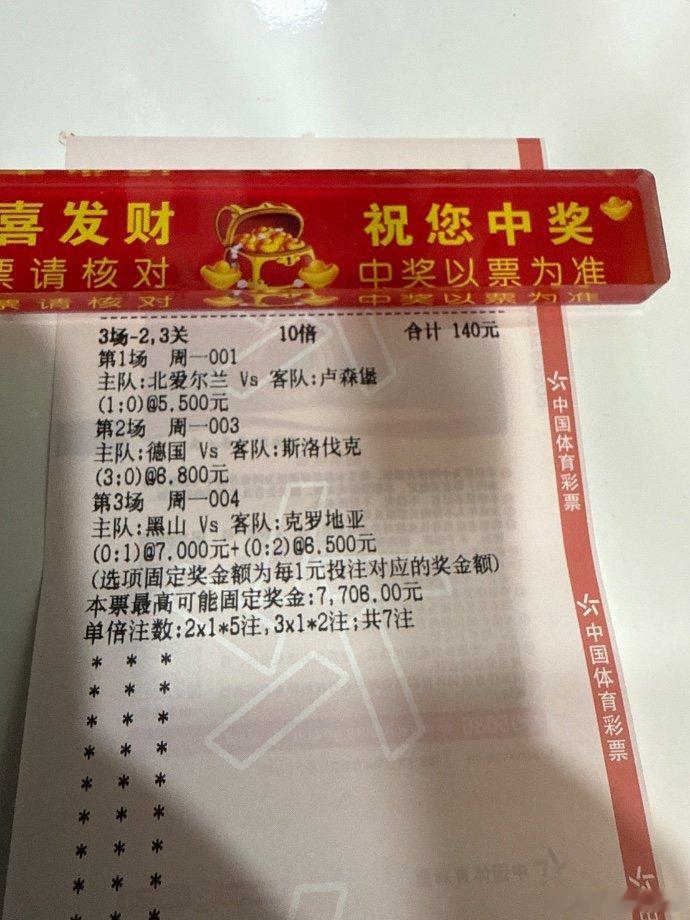 喜发财 祝您中奖
票请核对 中奖以票为准
3场-2,3关 10倍 合计 140元
第1场 周一001
主队:北爱尔兰 Vs 客队:卢森堡
(1:0)@5.500元
第2场 周一003
主队:德国 Vs 客队:斯洛伐克
(3:0)@6.800元
第3场 周一004
主队:黑山 Vs 客队:克罗地亚
(0:1)@7.000元+(0:2)@6.500元
(选项固定奖金额为每1元投注对应的奖金额)
本票最高可能固定奖金:7,706.00元
单倍注数:2x1*5注,3x1*2注;共7注
* * *
* * *
* * *
* * *
* * *
* * *
* * *
* * *
* * *
中国体育彩票
中国体育彩票